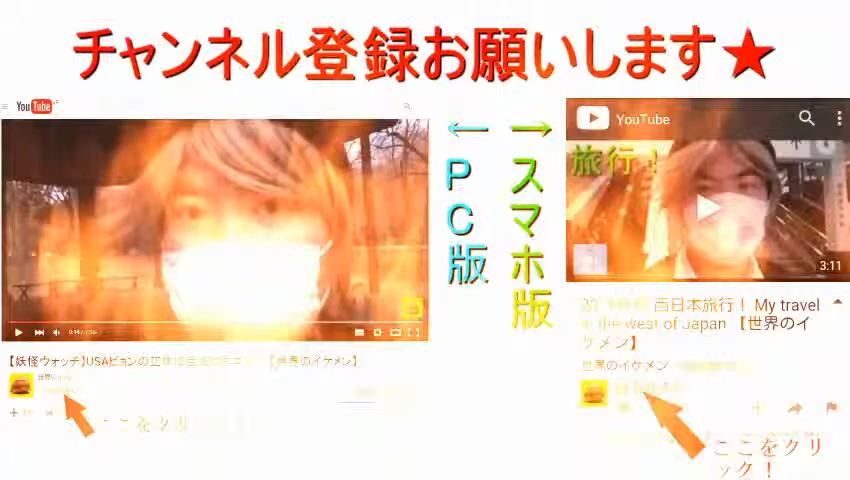 チャンネル登録お願いします★
YouTube
←PC版
→スマホ版
YouTube
旅行！
3:11
西日本旅行！ My travel
in the west of Japan 【世界のイ
ケメン】
世界のイケメン
【妖怪ウォッチ】USAピョンの正体は
【世界のイケメン】
ここをクリ
ここをクリ
ック！